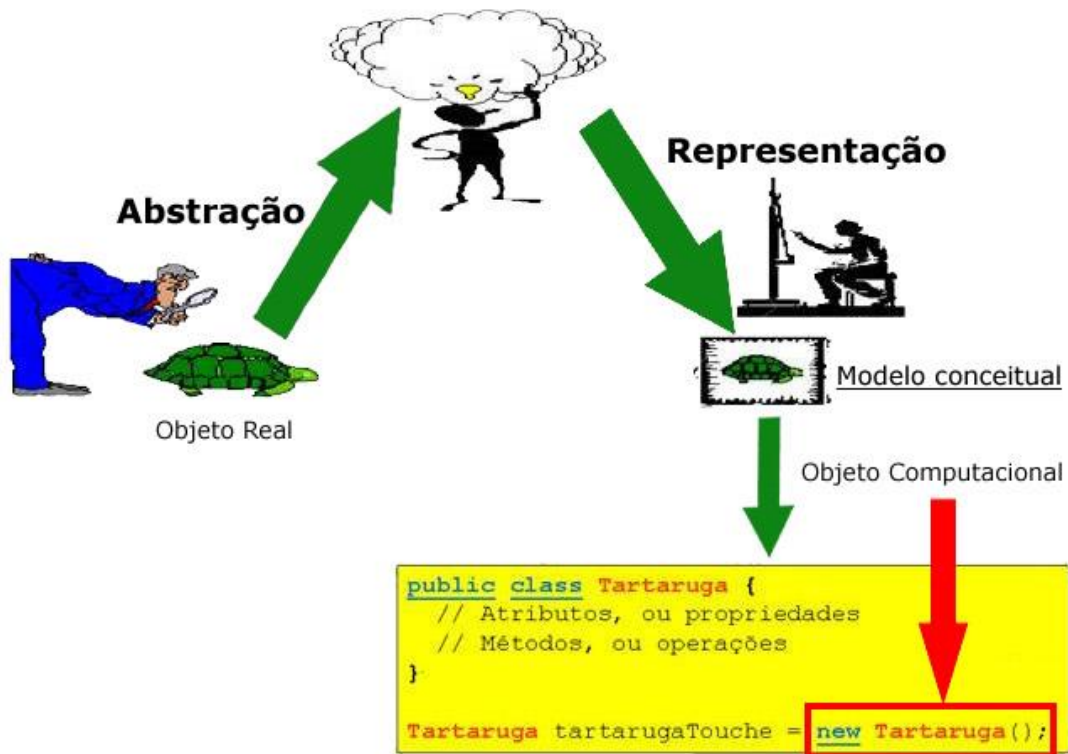 Abstração
Representação
Objeto Real
Modelo conceitual
Objeto Computacional
public class Tartaruga {
// Atributos, ou propriedades
// Métodos, ou operações
}
Tartaruga tartarugaTouche = new Tartaruga();